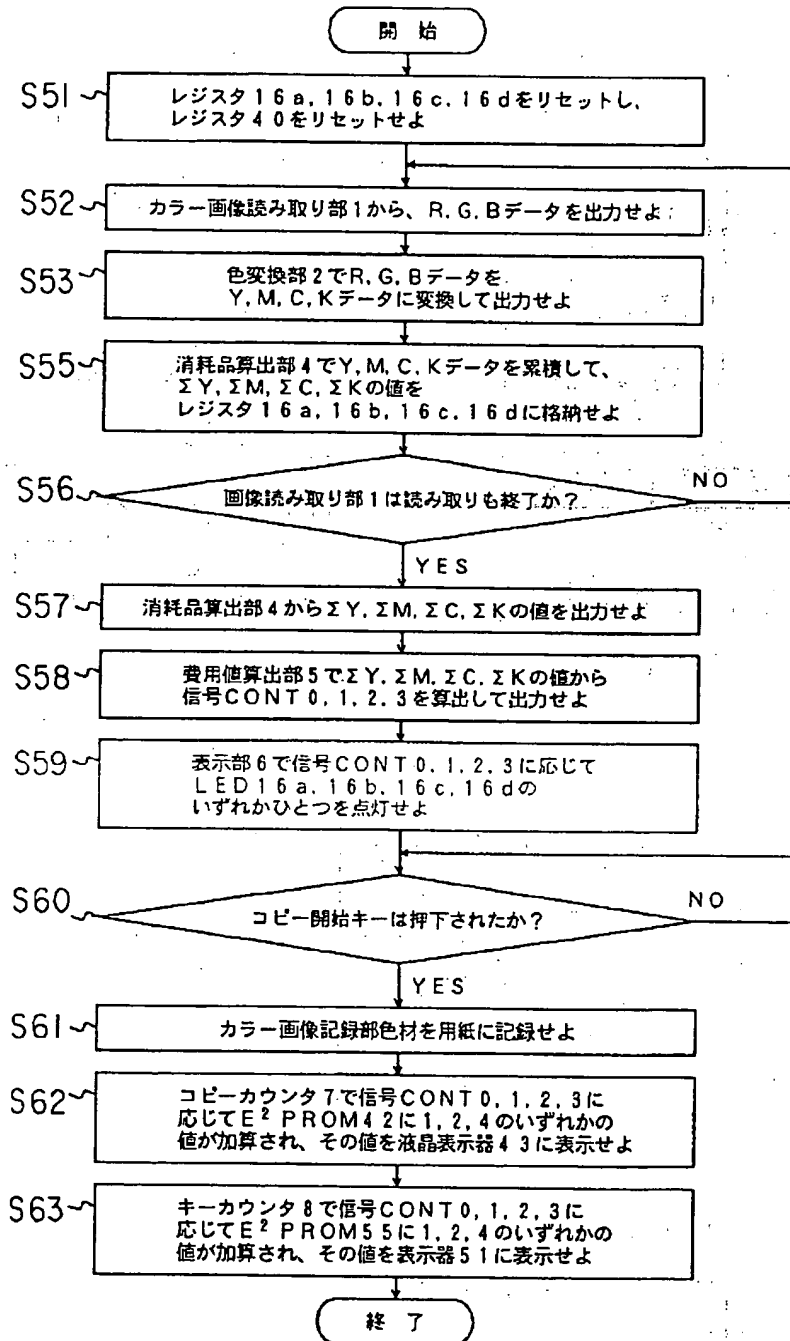 開 始
S51
レジスタ16a,16b,16c,16dをリセットし、
レジスタ40をリセットせよ
S52
カラー画像読み取り部1から、R,G,Bデータを出力せよ
S53
色変換部2でR,G,Bデータを
Y,M,C,Kデータに変換して出力せよ
S55
消耗品算出部4でY,M,C,Kデータを累積して、
ΣY,ΣM,ΣC,ΣKの値を
レジスタ16a,16b,16c,16dに格納せよ
S56
画像読み取り部1は読み取りも終了か?
NO
YES
S57
消耗品算出部4からΣY,ΣM,ΣC,ΣKの値を出力せよ
S58
費用値算出部5でΣY,ΣM,ΣC,ΣKの値から
信号CONT0,1,2,3を算出して出力せよ
S59
表示部6で信号CONT0,1,2,3に応じて
LED16a,16b,16c,16dの
いずれかひとつを点灯せよ
S60
コピー開始キーは押下されたか?
NO
YES
S61
カラー画像記録部色材を用紙に記録せよ
S62
コピーカウンタ7で信号CONT0,1,2,3に
応じてE² PROM42に1,2,4のいずれかの
値が加算され、その値を液晶表示器43に表示せよ
S63
キーカウンタ8で信号CONT0,1,2,3に
応じてE² PROM55に1,2,4のいずれかの
値が加算され、その値を表示器51に表示せよ
終 了